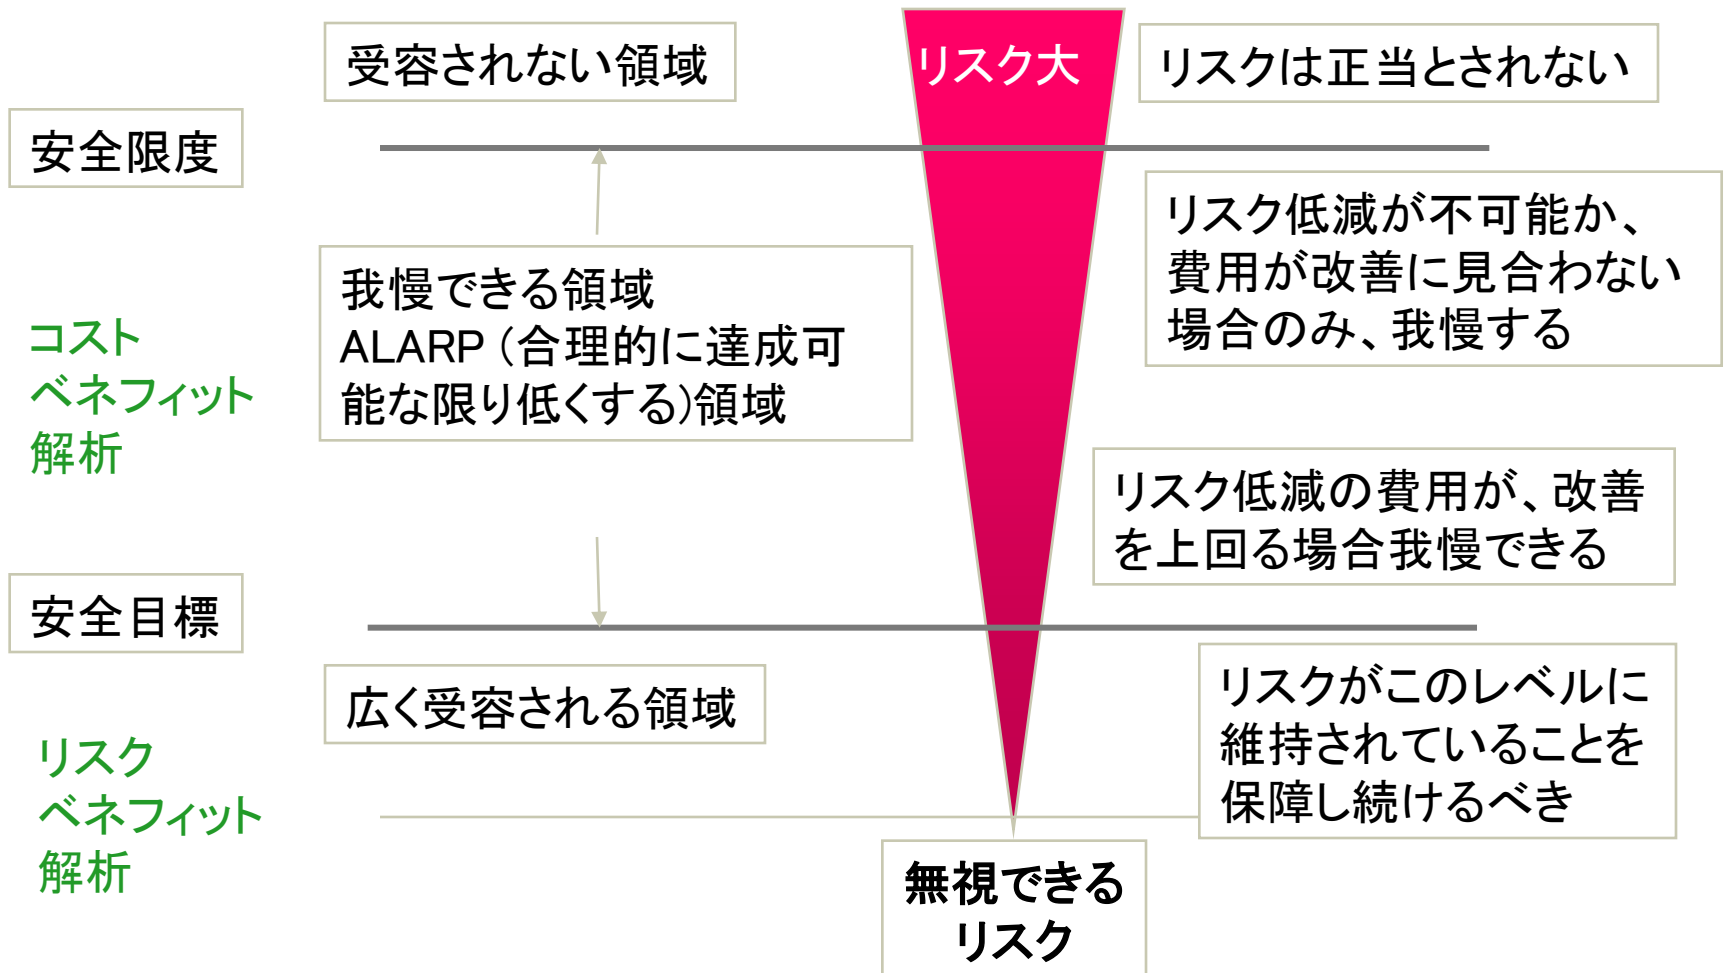 受容されない領域
リスク大
リスクは正当とされない
安全限度
リスク低減が不可能か、
費用が改善に見合わない
場合のみ、我慢する
我慢できる領域
ALARP（合理的に達成可
能な限り低くする)領域
コスト
ベネフィット
解析
リスク低減の費用が、改善
を上回る場合我慢できる
安全目標
広く受容される領域
リスクがこのレベルに
維持されていることを
保障し続けるべき
リスク
ベネフィット
解析
無視できる
リスク